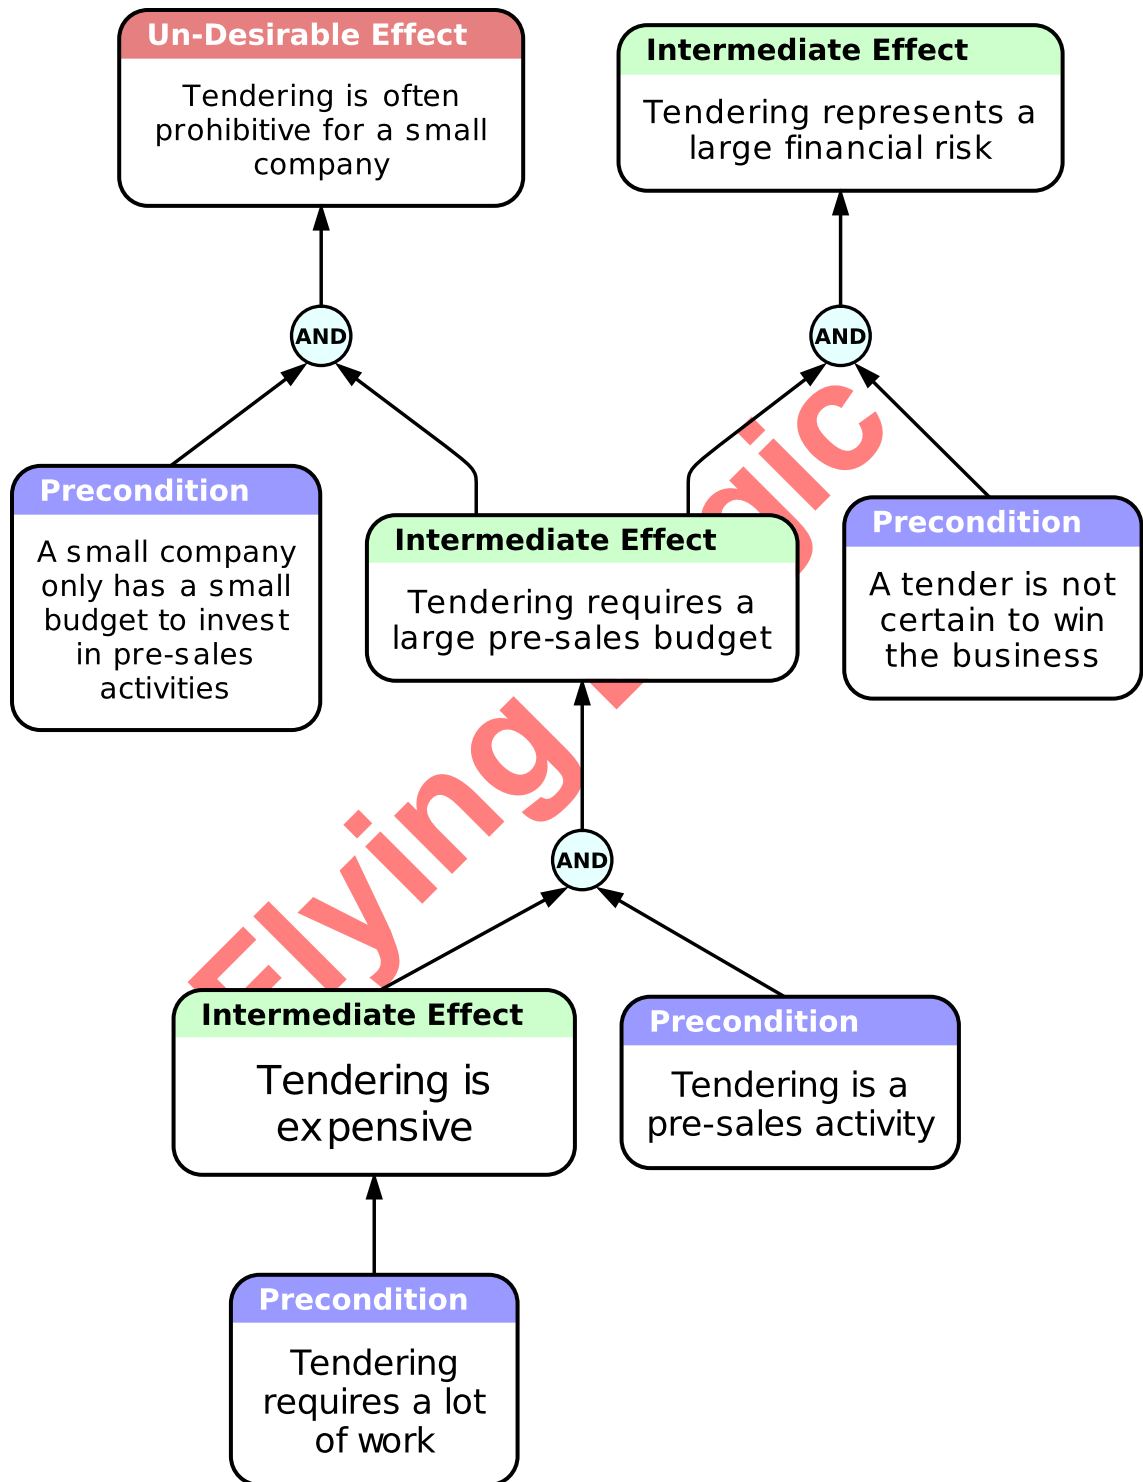 Un-Desirable Effect
Tendering is often
prohibitive for a small
company
Intermediate Effect
Tendering represents a
large financial risk
AND
AND
Precondition
A small company
only has a small
budget to invest
in pre-sales
activities
Intermediate Effect
Tendering requires a
large pre-sales budget
Precondition
A tender is not
certain to win
the business
AND
Intermediate Effect
Tendering is
expensive
Precondition
Tendering is a
pre-sales activity
Precondition
Tendering
requires a lot
of work
Flying Logic